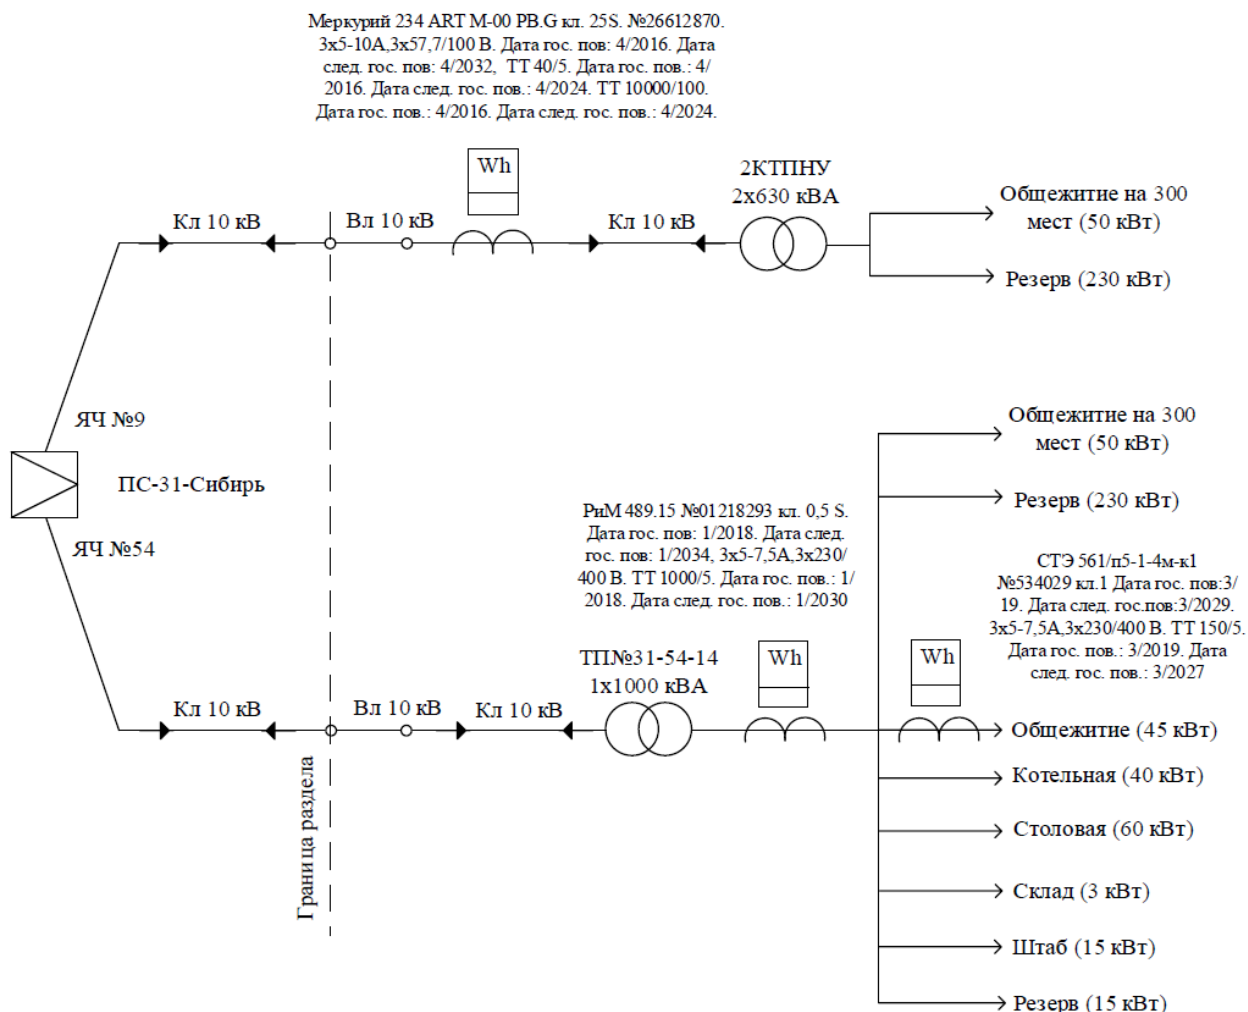 Меркурий 234 ART M-00 PB.G кл. 25S. №26612870.
3х5-10А,3х57,7/100 В. Дата гос. пов: 4/2016. Дата
след. гос. пов: 4/2032, ТТ 40/5. Дата гос. пов.: 4/
2016. Дата след. гос. пов.: 4/2024. ТТ 10000/100.
Дата гос. пов.: 4/2016. Дата след. гос. пов.: 4/2024.
Wh
2КТПНУ
2х630 кВА
Кл 10 кВ
Вл 10 кВ
Кл 10 кВ
Общежитие на 300
мест (50 кВт)
Резерв (230 кВт)
ЯЧ №9
ПС-31-Сибирь
ЯЧ №54
Общежитие на 300
мест (50 кВт)
Резерв (230 кВт)
РиМ 489.15 №01218293 кл. 0,5 S.
Дата гос. пов: 1/2018. Дата след.
гос. пов: 1/2034, 3х5-7,5А,3х230/
400 В. ТТ 1000/5. Дата гос. пов.: 1/
2018. Дата след. гос. пов.: 1/2030
СТЭ 561/п5-1-4м-к1
№534029 кл.1 Дата гос. пов:3/
19. Дата след. гос.пов:3/2029.
3х5-7,5А,3х230/400 В. ТТ 150/5.
Дата гос. пов.: 3/2019. Дата
след. гос. пов.: 3/2027
ТП№31-54-14
1х1000 кВА
Wh
Wh
Кл 10 кВ
Вл 10 кВ
Кл 10 кВ
Общежитие (45 кВт)
Котельная (40 кВт)
Столовая (60 кВт)
Склад (3 кВт)
Штаб (15 кВт)
Резерв (15 кВт)
Граница раздела